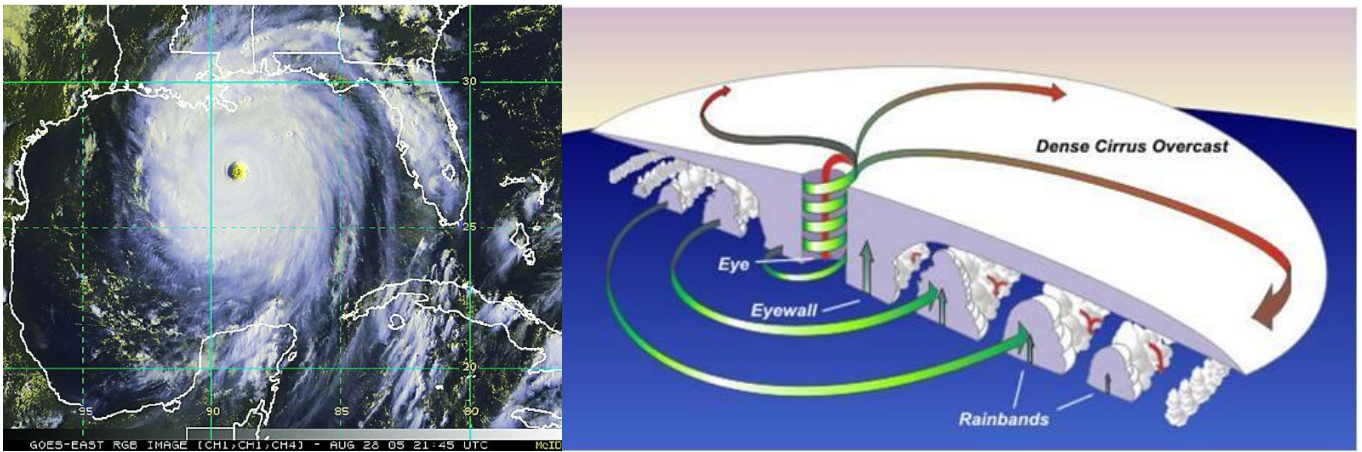 30
25
20
95
90
85
80
GOES-EAST RGB IMAGE [CH1,CH1,CH4] - AUG 28 05 21:45 UTC
McID
Dense Cirrus Overcast
Eye
Eyewall
Rainbands